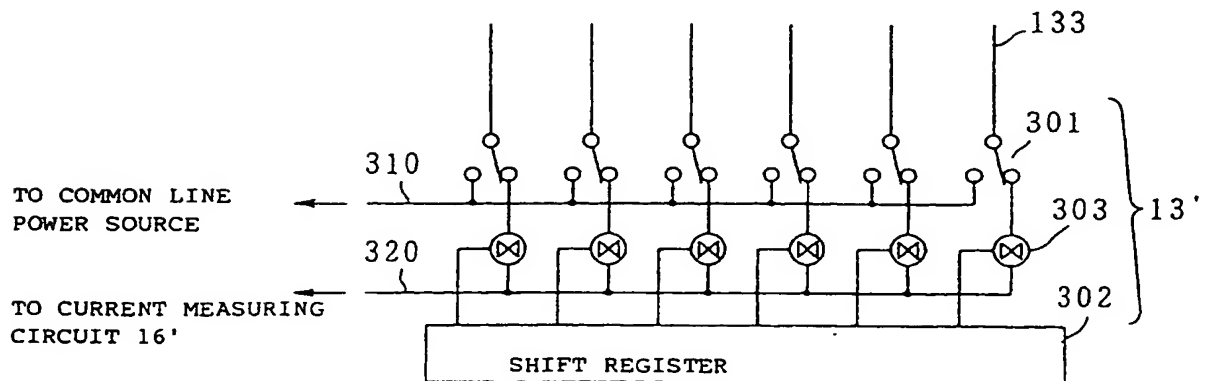 133
301
310
TO COMMON LINE
POWER SOURCE
13'
303
320
TO CURRENT MEASURING
CIRCUIT 16'
302
SHIFT REGISTER